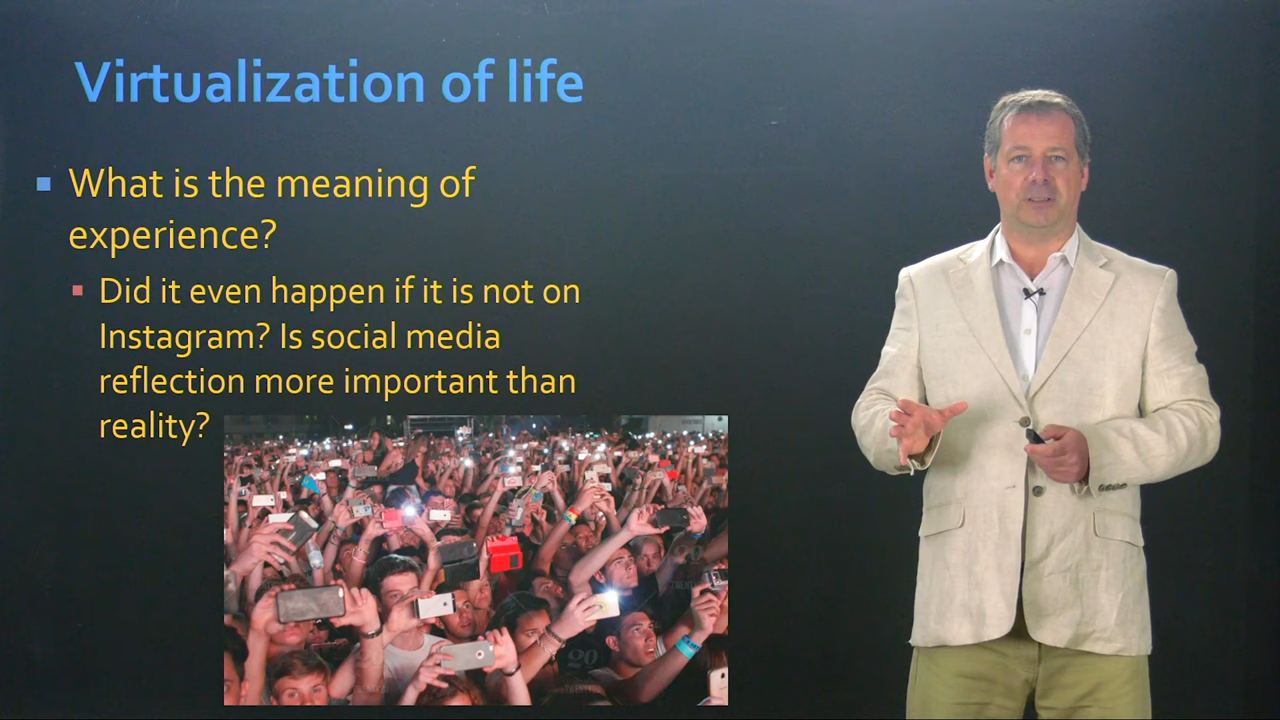 Virtualization of life
What is the meaning of
experience?
Did it even happen if it is not on
Instagram? Is social media
reflection more important than
reality?
20